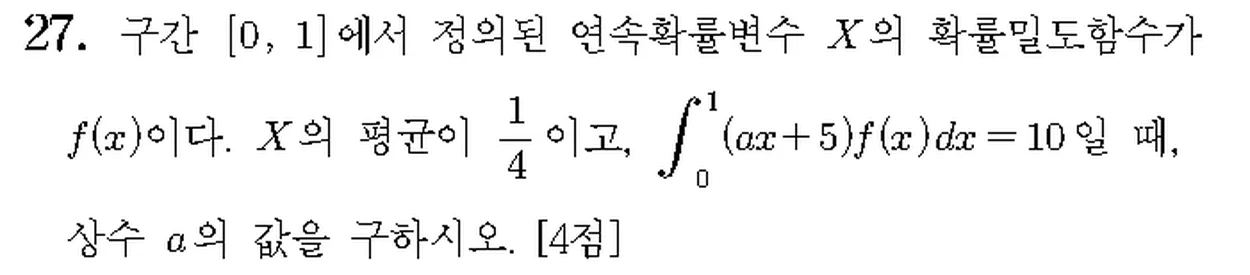 27. 구간 [0, 1]에서 정의된 연속확률변수 X의 확률밀도함수가
f(x)이다. X의 평균이 1/4 이고, ∫₀¹(ax+5)f(x)dx=10일 때,
상수 a의 값을 구하시오. [4점]